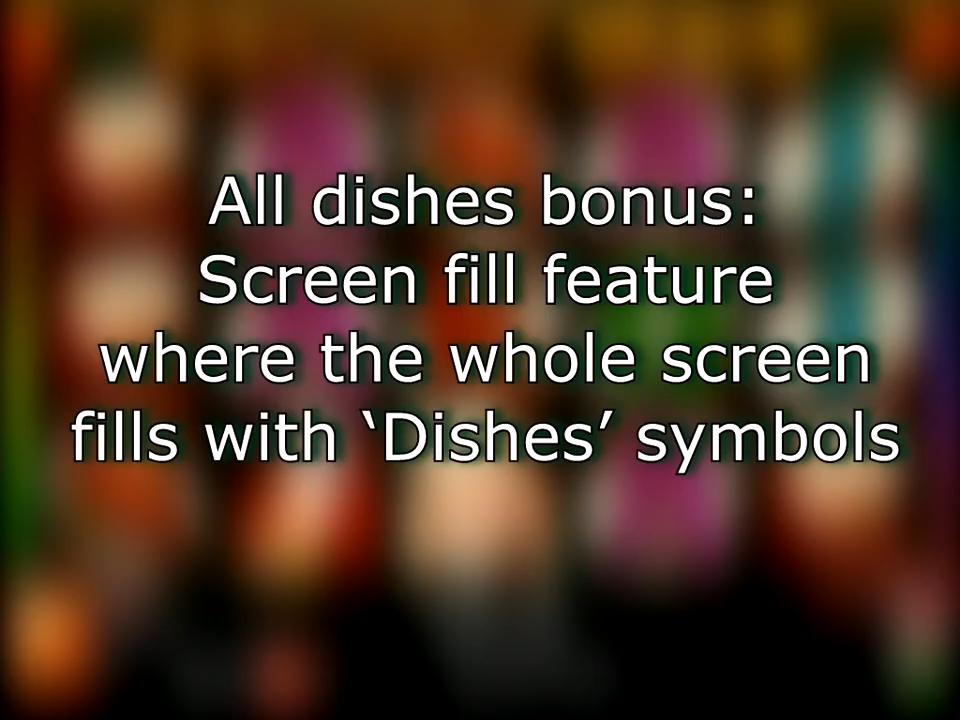 All dishes bonus:
Screen fill feature
where the whole screen
fills with ‘Dishes’ symbols